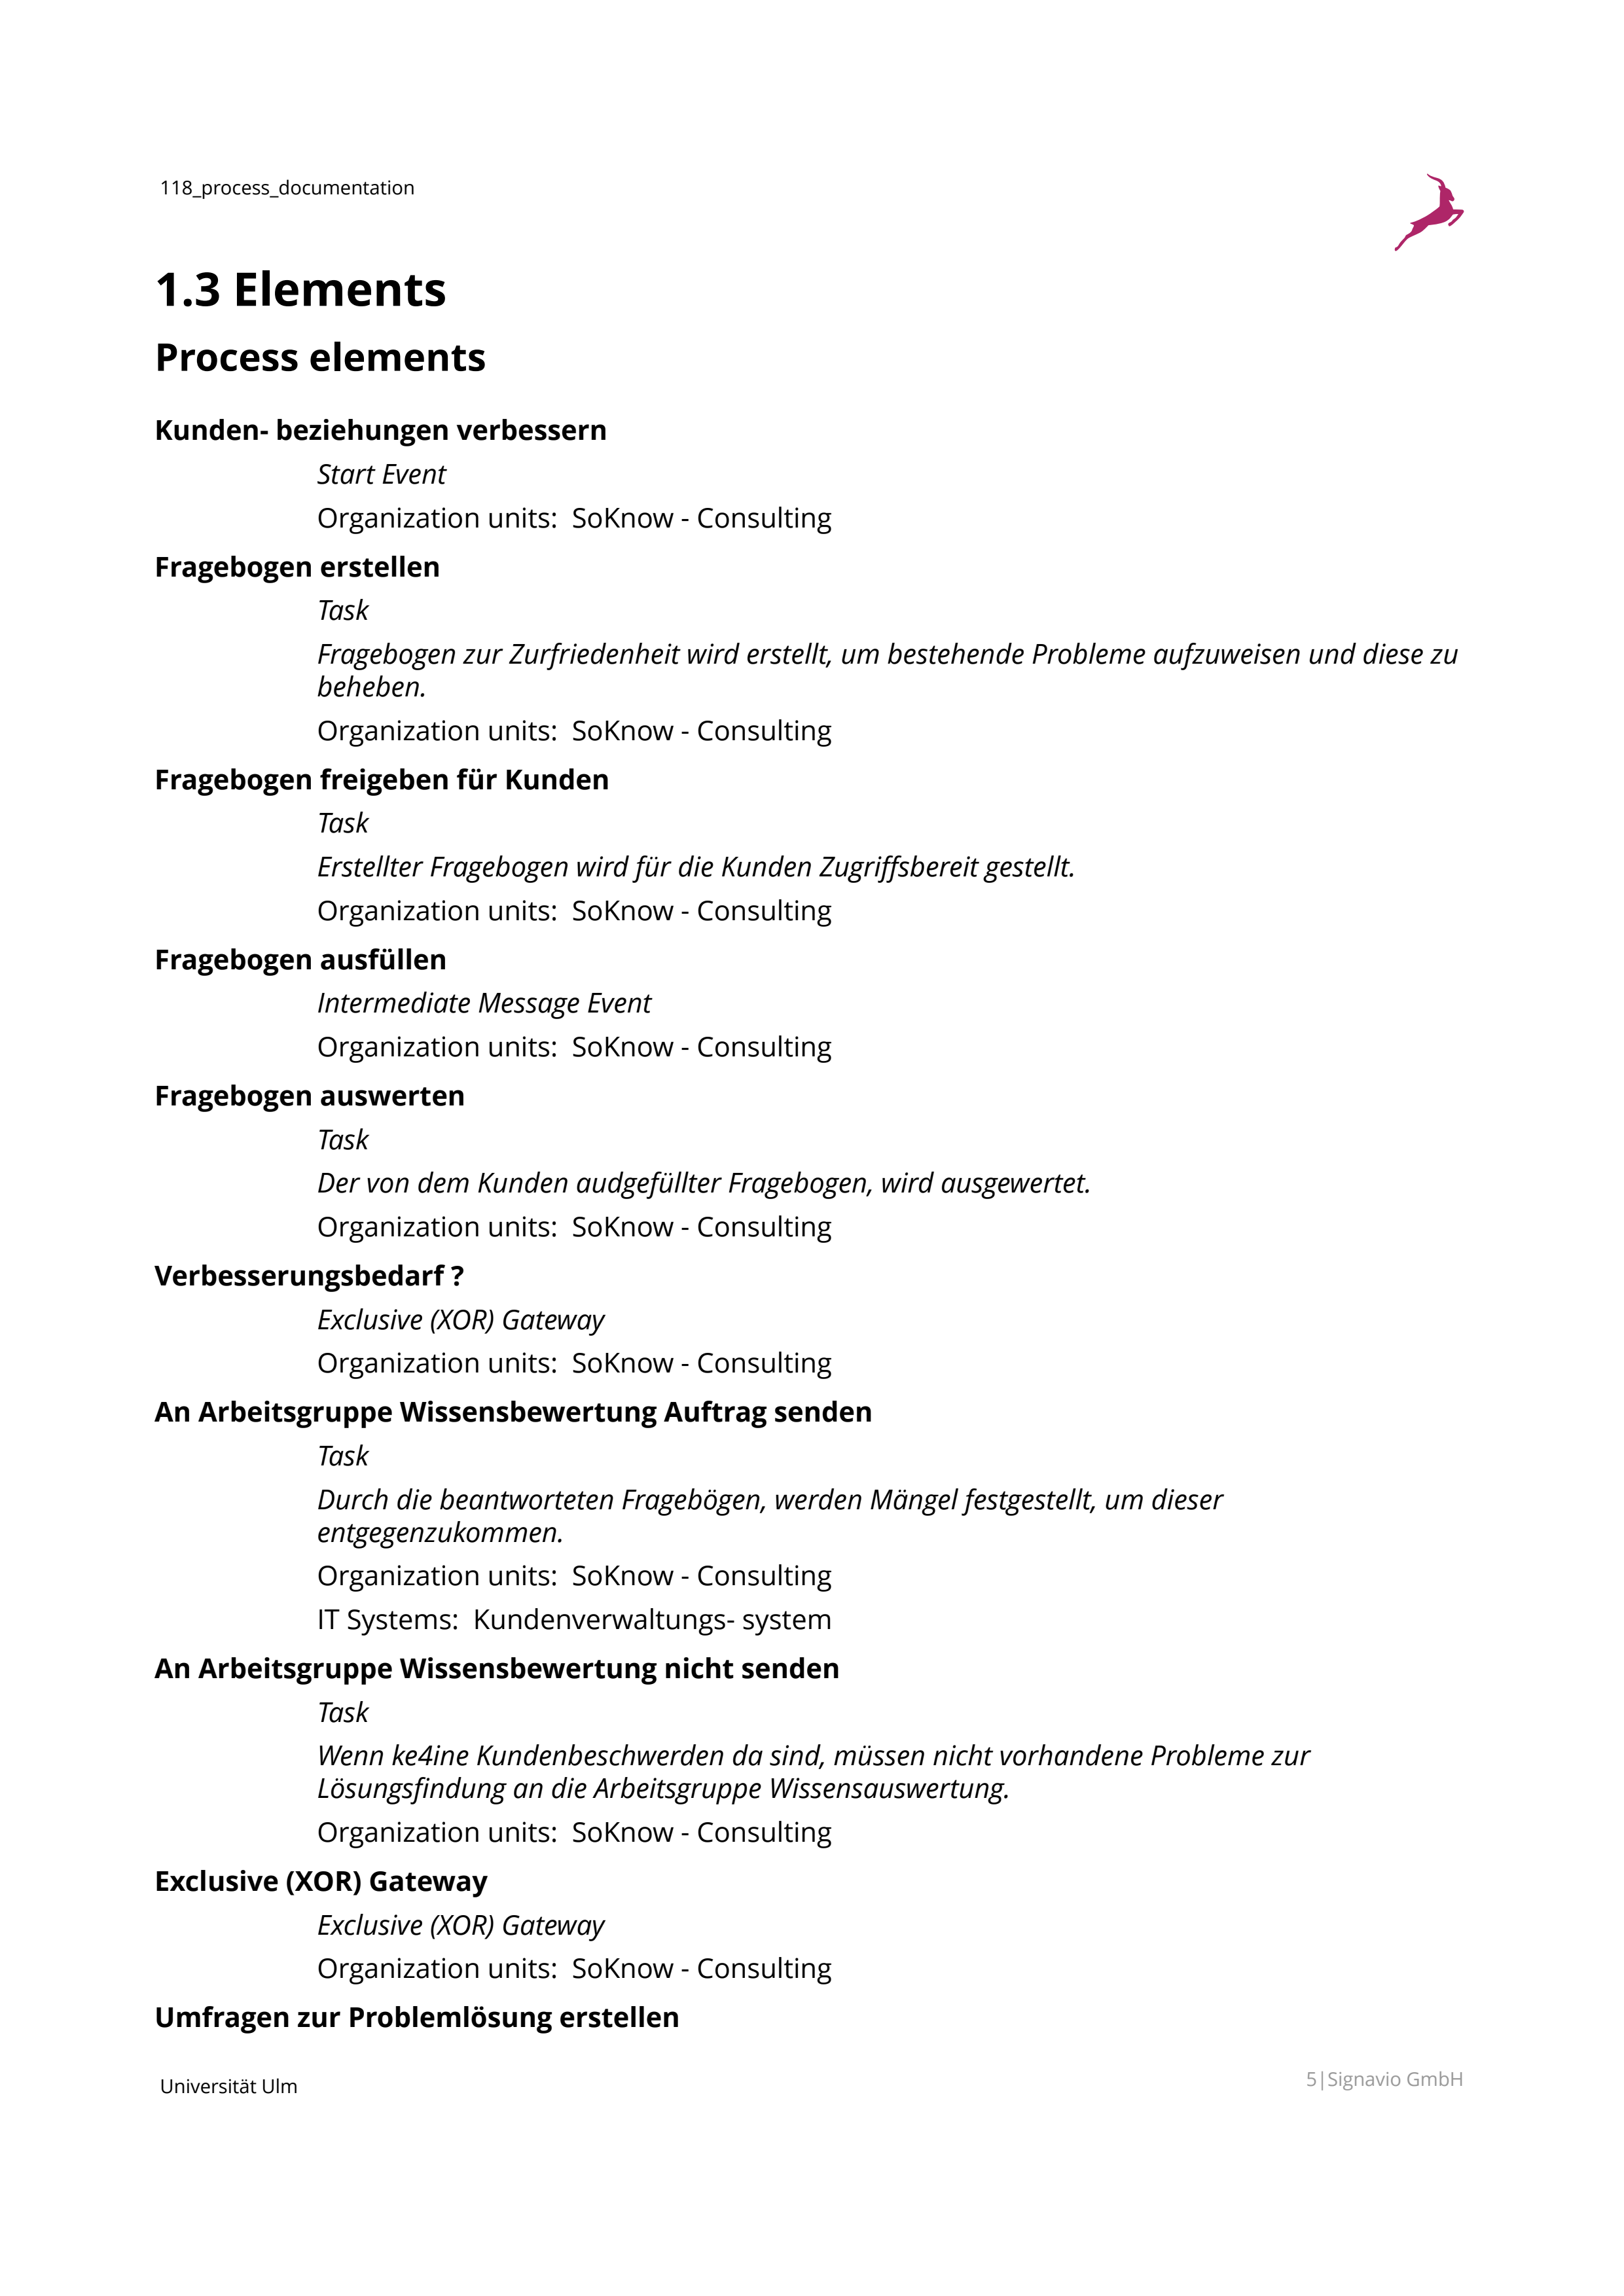 118_process_documentation
1.3 Elements
Process elements
Kunden- beziehungen verbessern
Start Event
Organization units:  SoKnow - Consulting
Fragebogen erstellen
Task
Fragebogen zur Zurfriedenheit wird erstellt, um bestehende Probleme aufzuweisen und diese zu
beheben.
Organization units:  SoKnow - Consulting
Fragebogen freigeben für Kunden
Task
Erstellter Fragebogen wird für die Kunden Zugriffsbereit gestellt.
Organization units:  SoKnow - Consulting
Fragebogen ausfüllen
Intermediate Message Event
Organization units:  SoKnow - Consulting
Fragebogen auswerten
Task
Der von dem Kunden audgefüllter Fragebogen, wird ausgewertet.
Organization units:  SoKnow - Consulting
Verbesserungsbedarf ?
Exclusive (XOR) Gateway
Organization units:  SoKnow - Consulting
An Arbeitsgruppe Wissensbewertung Auftrag senden
Task
Durch die beantworteten Fragebögen, werden Mängel festgestellt, um dieser
entgegenzukommen.
Organization units:  SoKnow - Consulting
IT Systems:  Kundenverwaltungs- system
An Arbeitsgruppe Wissensbewertung nicht senden
Task
Wenn ke4ine Kundenbeschwerden da sind, müssen nicht vorhandene Probleme zur
Lösungsfindung an die Arbeitsgruppe Wissensauswertung.
Organization units:  SoKnow - Consulting
Exclusive (XOR) Gateway
Exclusive (XOR) Gateway
Organization units:  SoKnow - Consulting
Umfragen zur Problemlösung erstellen
Universität Ulm
5|Signavio GmbH